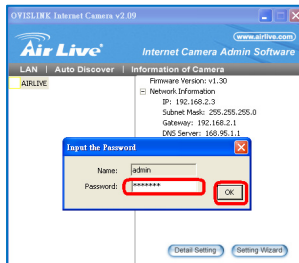 OVISLINK Internet Camera v2.09
www.airlive.com
Air Live
Internet Camera Admin Software
LAN | Auto Discover | Information of Camera
AIRLIVE
Firmware Version: v1.30
Network Information
IP: 192.168.2.3
Subnet Mask: 255.255.255.0
Gateway: 192.168.2.1
DNS Server: 168.95.1.1
Input the Password
Name: admin
Password: *******
OK
Detail Setting
Setting Wizard